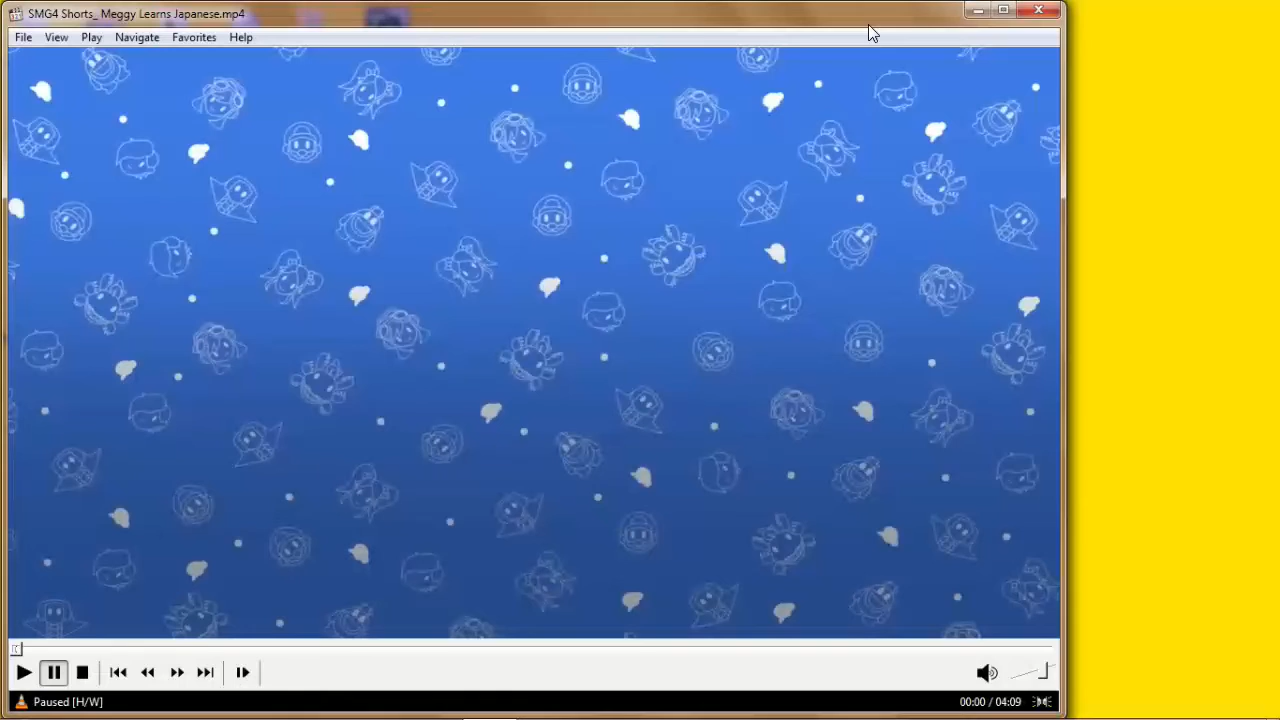 SMG4 Shorts_ Meggy Learns Japanese.mp4
File View Play Navigate Favorites Help
Paused [H/W]
00:00 / 04:09